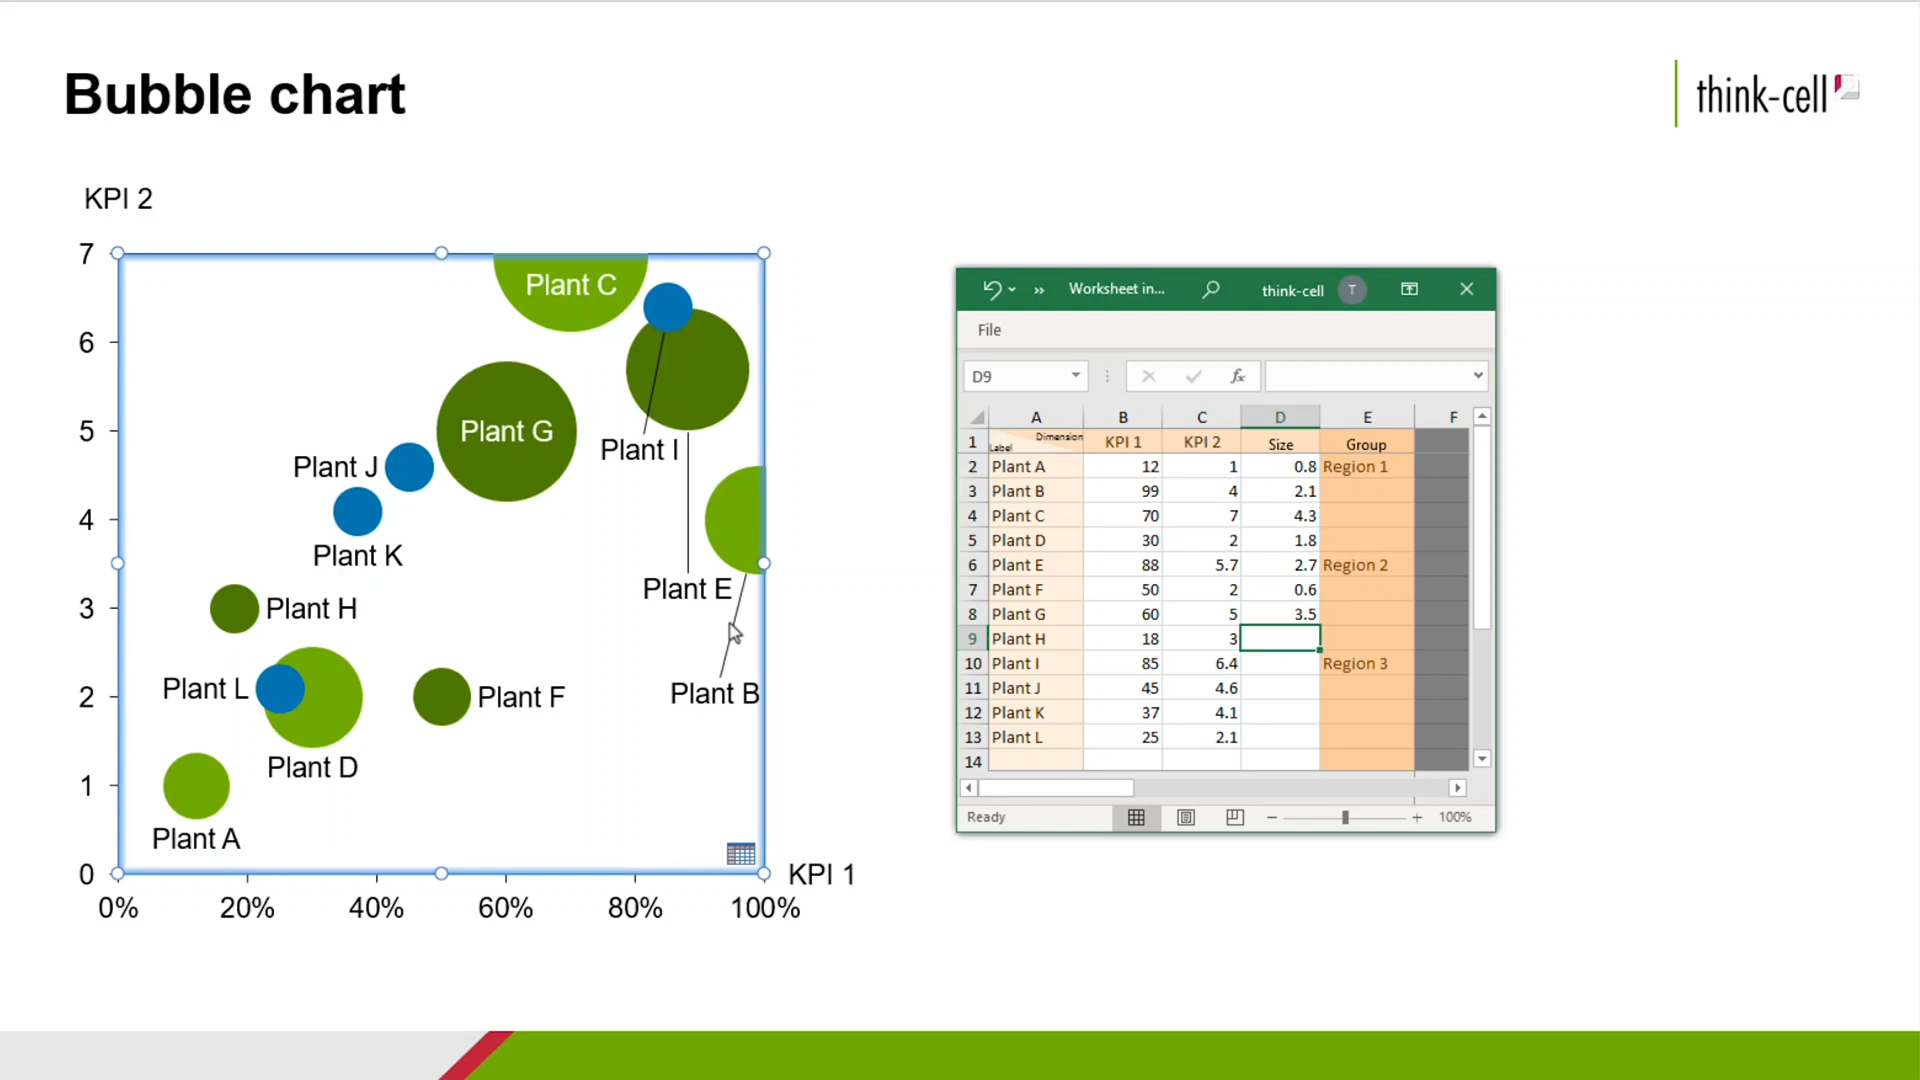 Bubble chart
think-cell
KPI 2
7
6
5
4
3
2
1
0
Plant C
Plant G
Plant I
Plant J
Plant K
Plant E
Plant H
Plant L
Plant F
Plant B
Plant D
Plant A
KPI 1
0% 20% 40% 60% 80% 100%
Worksheet in... think-cell T
File
D9 fx
A B C D E F
1 Label Dimension KPI 1 KPI 2 Size Group
2 Plant A 12 1 0.8 Region 1
3 Plant B 99 4 2.1
4 Plant C 70 7 4.3
5 Plant D 30 2 1.8
6 Plant E 88 5.7 2.7 Region 2
7 Plant F 50 2 0.6
8 Plant G 60 5 3.5
9 Plant H 18 3
10 Plant I 85 6.4 Region 3
11 Plant J 45 4.6
12 Plant K 37 4.1
13 Plant L 25 2.1
14
Ready 100%